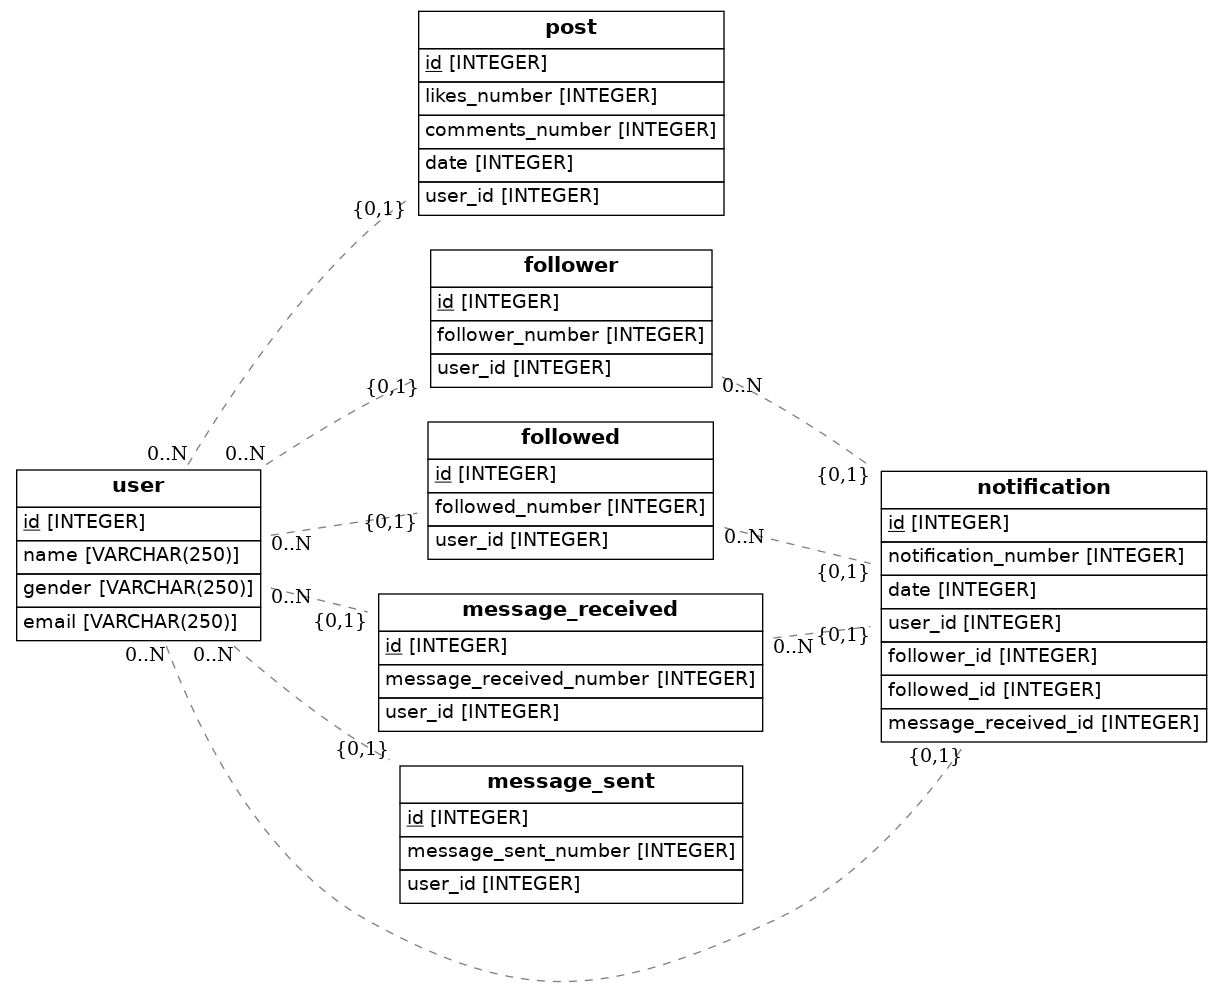 post
id [INTEGER]
likes_number [INTEGER]
comments_number [INTEGER]
date [INTEGER]
user_id [INTEGER]
{0,1}
follower
id [INTEGER]
follower_number [INTEGER]
user_id [INTEGER]
{0,1}
0..N
0..N
0..N
followed
id [INTEGER]
followed_number [INTEGER]
user_id [INTEGER]
{0,1}
0..N
user
id [INTEGER]
name [VARCHAR(250)]
gender [VARCHAR(250)]
email [VARCHAR(250)]
0..N
0..N
0..N
0..N
message_received
id [INTEGER]
message_received_number [INTEGER]
user_id [INTEGER]
{0,1}
0..N
message_sent
id [INTEGER]
message_sent_number [INTEGER]
user_id [INTEGER]
{0,1}
{0,1}
{0,1}
{0,1}
notification
id [INTEGER]
notification_number [INTEGER]
date [INTEGER]
user_id [INTEGER]
follower_id [INTEGER]
followed_id [INTEGER]
message_received_id [INTEGER]
{0,1}